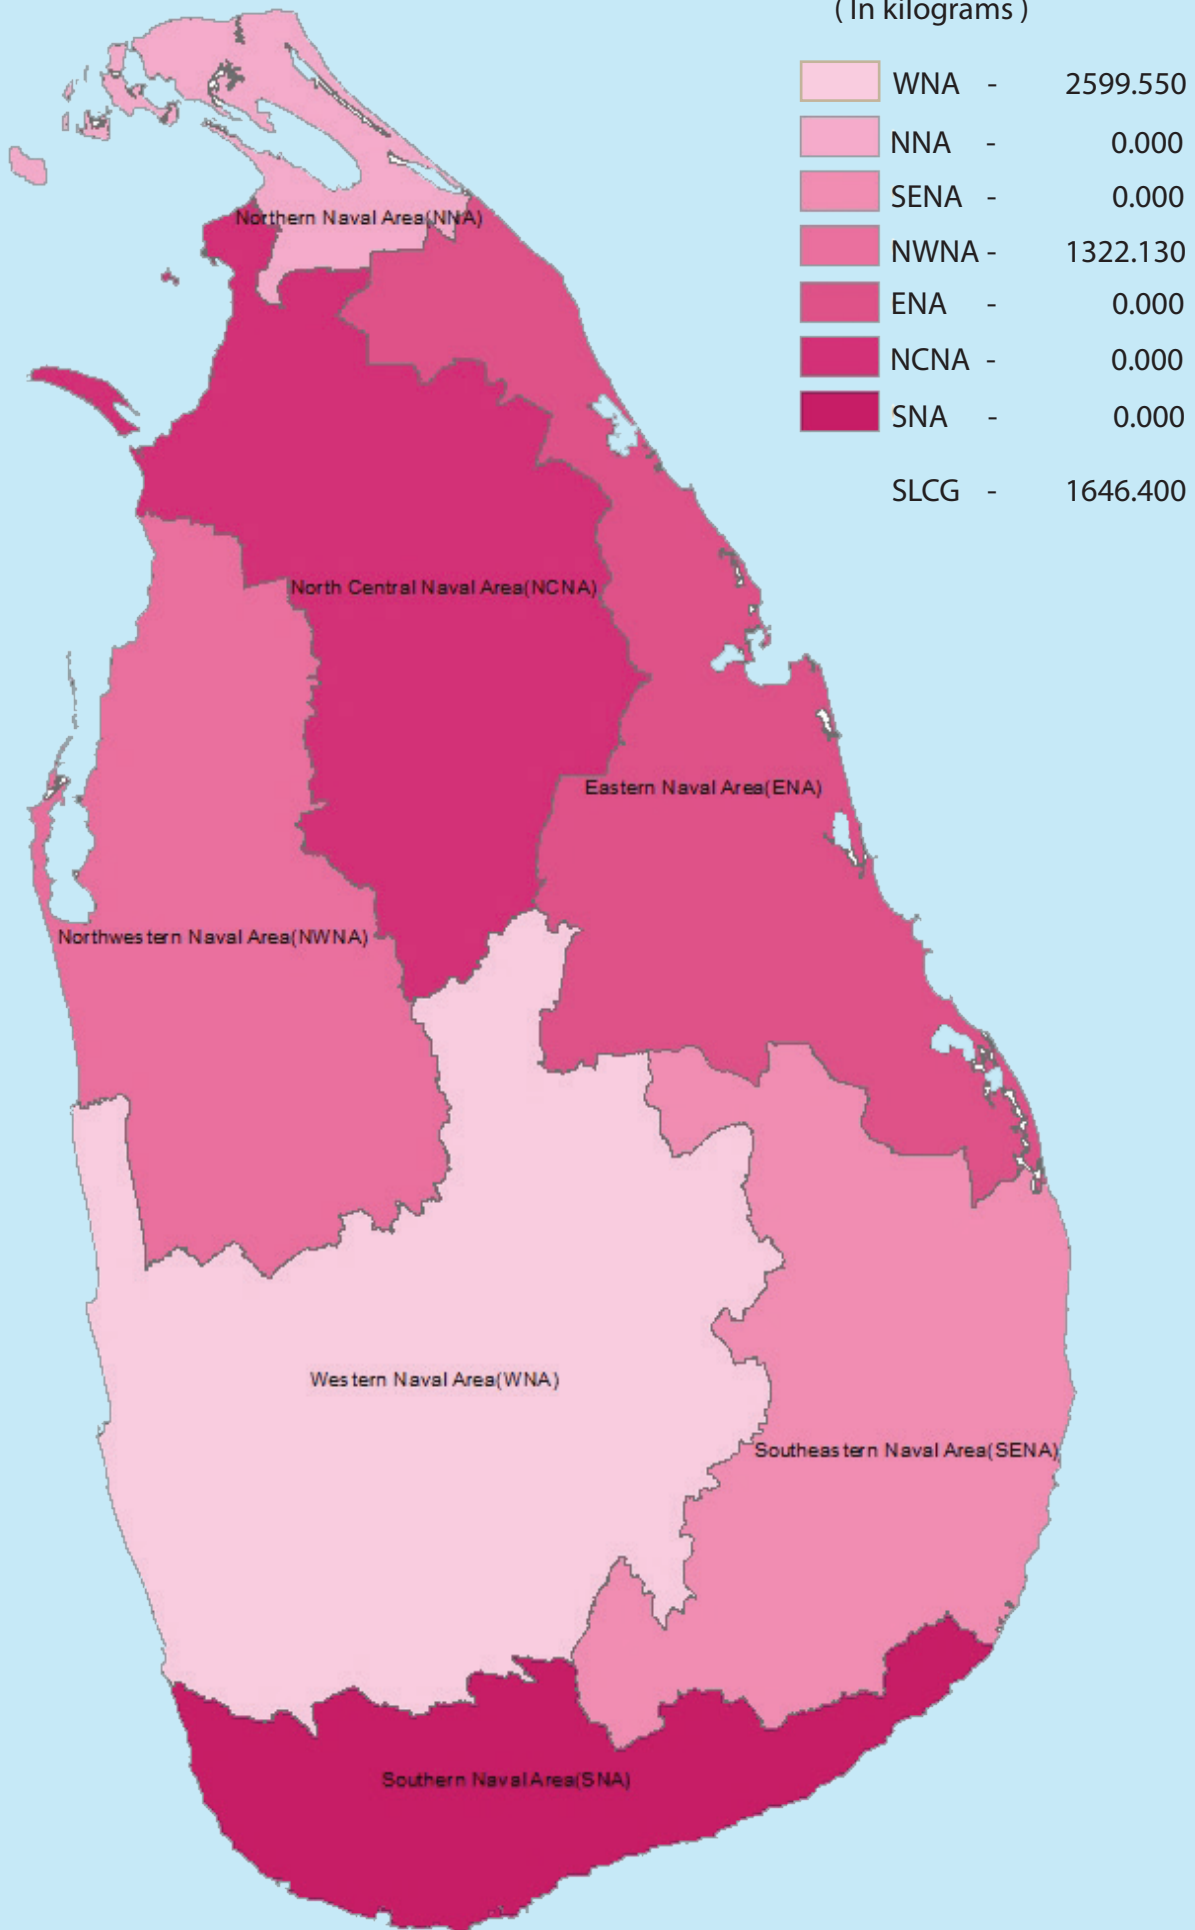 ( In kilograms )
WNA - 2599.550
NNA - 0.000
SENA - 0.000
NWNA - 1322.130
ENA - 0.000
NCNA - 0.000
SNA - 0.000
SLCG - 1646.400
Northern Naval Area(NNA)
North Central Naval Area(NCNA)
Eastern Naval Area(ENA)
Northwestern Naval Area(NWNA)
Western Naval Area(WNA)
Southeastern Naval Area(SENA)
Southern Naval Area(SNA)